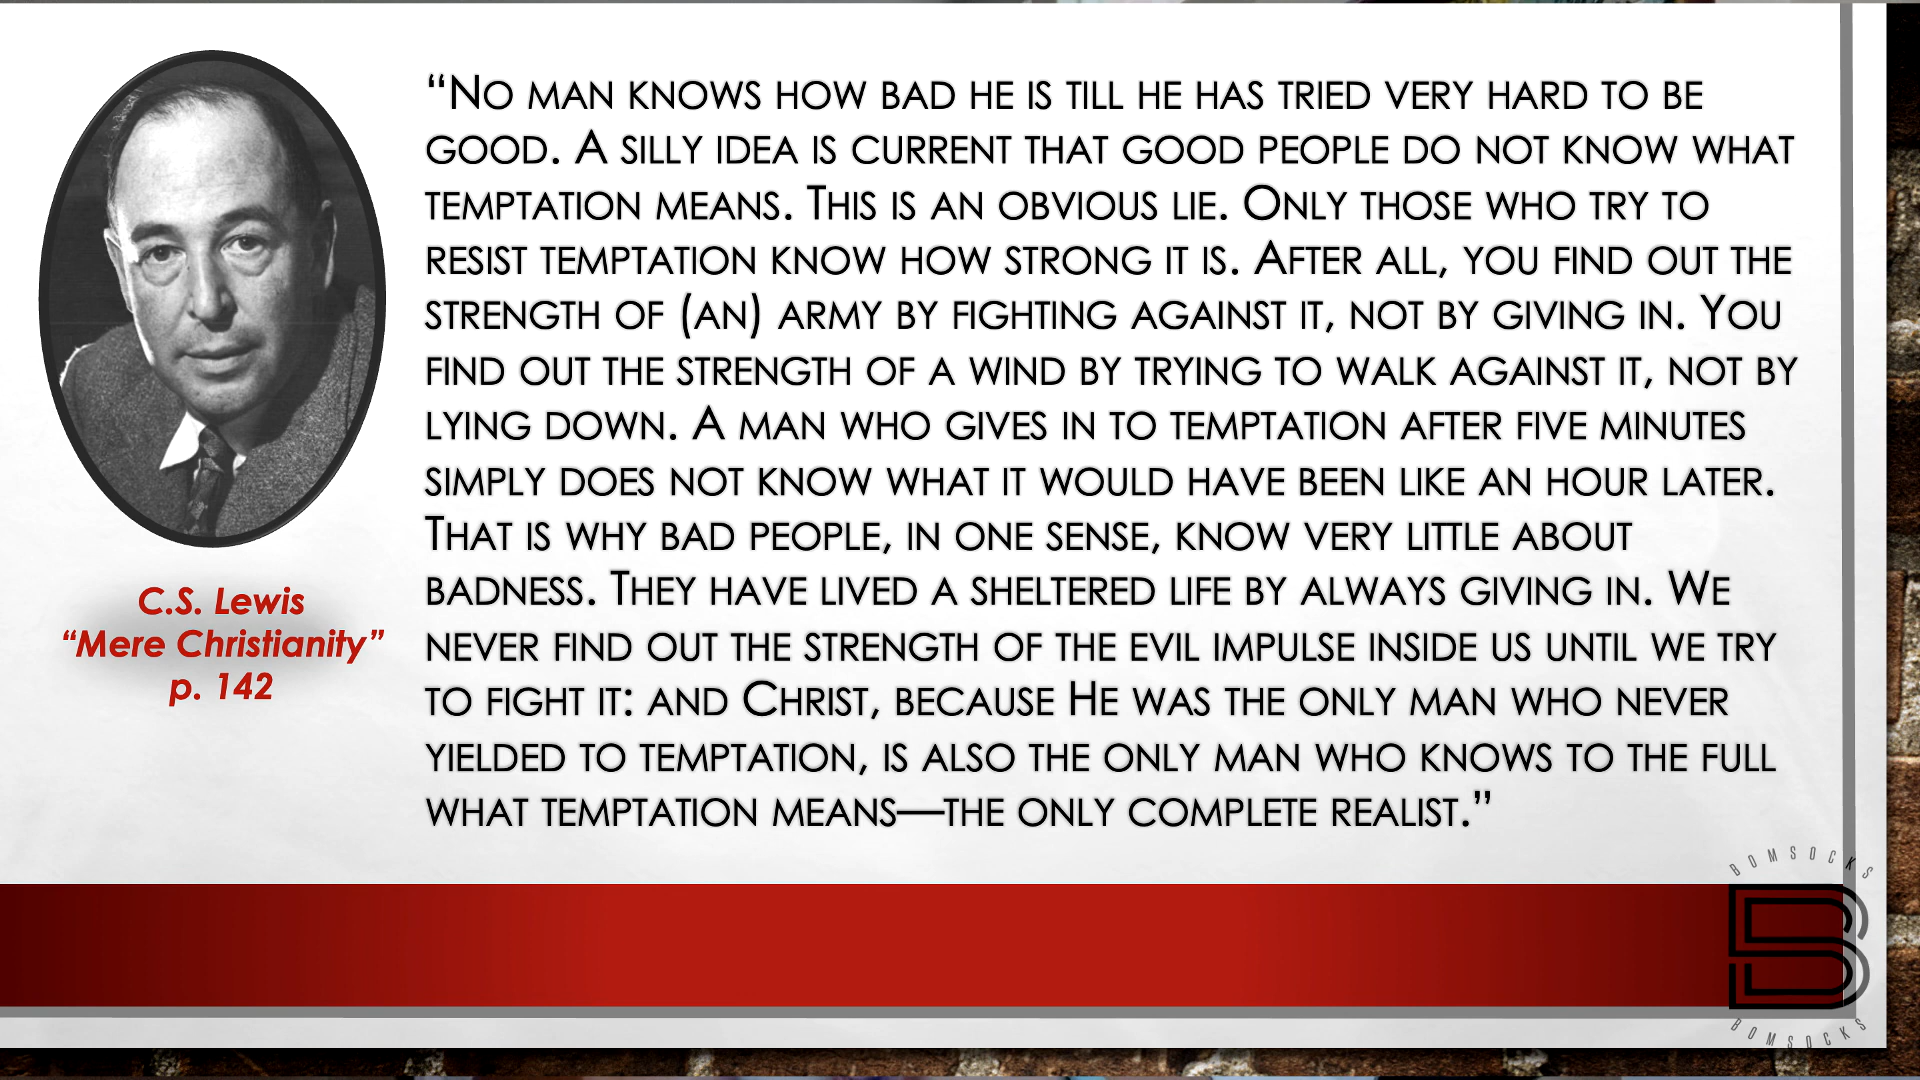 “No man knows how bad he is till he has tried very hard to be
good. A silly idea is current that good people do not know what
temptation means. This is an obvious lie. Only those who try to
resist temptation know how strong it is. After all, you find out the
strength of (an) army by fighting against it, not by giving in. You
find out the strength of a wind by trying to walk against it, not by
lying down. A man who gives in to temptation after five minutes
simply does not know what it would have been like an hour later.
That is why bad people, in one sense, know very little about
badness. They have lived a sheltered life by always giving in. We
never find out the strength of the evil impulse inside us until we try
to fight it: and Christ, because He was the only man who never
yielded to temptation, is also the only man who knows to the full
what temptation means—the only complete realist.”
C.S. Lewis
“Mere Christianity”
p. 142
BOMSOCKS
B
BOMSOCKS